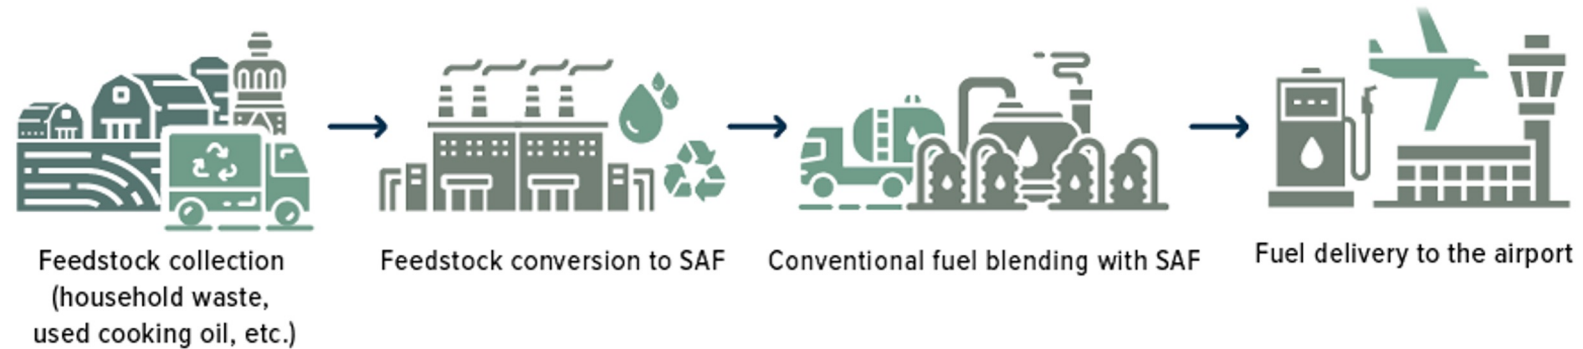 Feedstock collection
(household waste,
used cooking oil, etc.)
Feedstock conversion to SAF
Conventional fuel blending with SAF
Fuel delivery to the airport